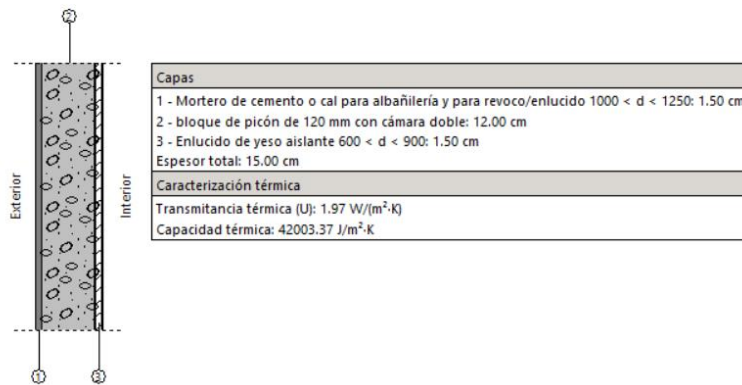 2
Capas
1 - Mortero de cemento o cal para albañilería y para revoco/enlucido 1000 < d < 1250: 1.50 cm
2 - bloque de picón de 120 mm con cámara doble: 12.00 cm
3 - Enlucido de yeso aislante 600 < d < 900: 1.50 cm
Espesor total: 15.00 cm
Caracterización térmica
Transmitancia térmica (U): 1.97 W/(m²·K)
Capacidad térmica: 42003.37 J/m²·K
Exterior
Interior
1
3